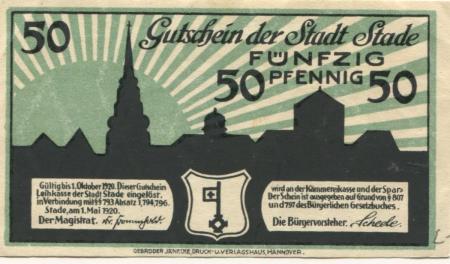 50 Gutschein der Stadt Stade
FÜNFZIG
50 PFENNIG 50
Gültig bis 1. Oktober 1920. Dieser Gutschein
Leihkasse der Stadt Stade eingelöst.
in Verbindung mit §§ 793 Absatz 1, 794, 796.
Stade, am 1. Mai 1920.
Der Magistrat.
wird an der Kämmereikasse und der Spar-
Der Schein ist ausgegeben auf Grund von § 807
und 797 des Bürgerlichen Gesetzbuches.
Die Bürgervorsteher.
GEBRÜDER JÄNECKE, DRUCK- U. VERLAGSHAUS, HANNOVER.